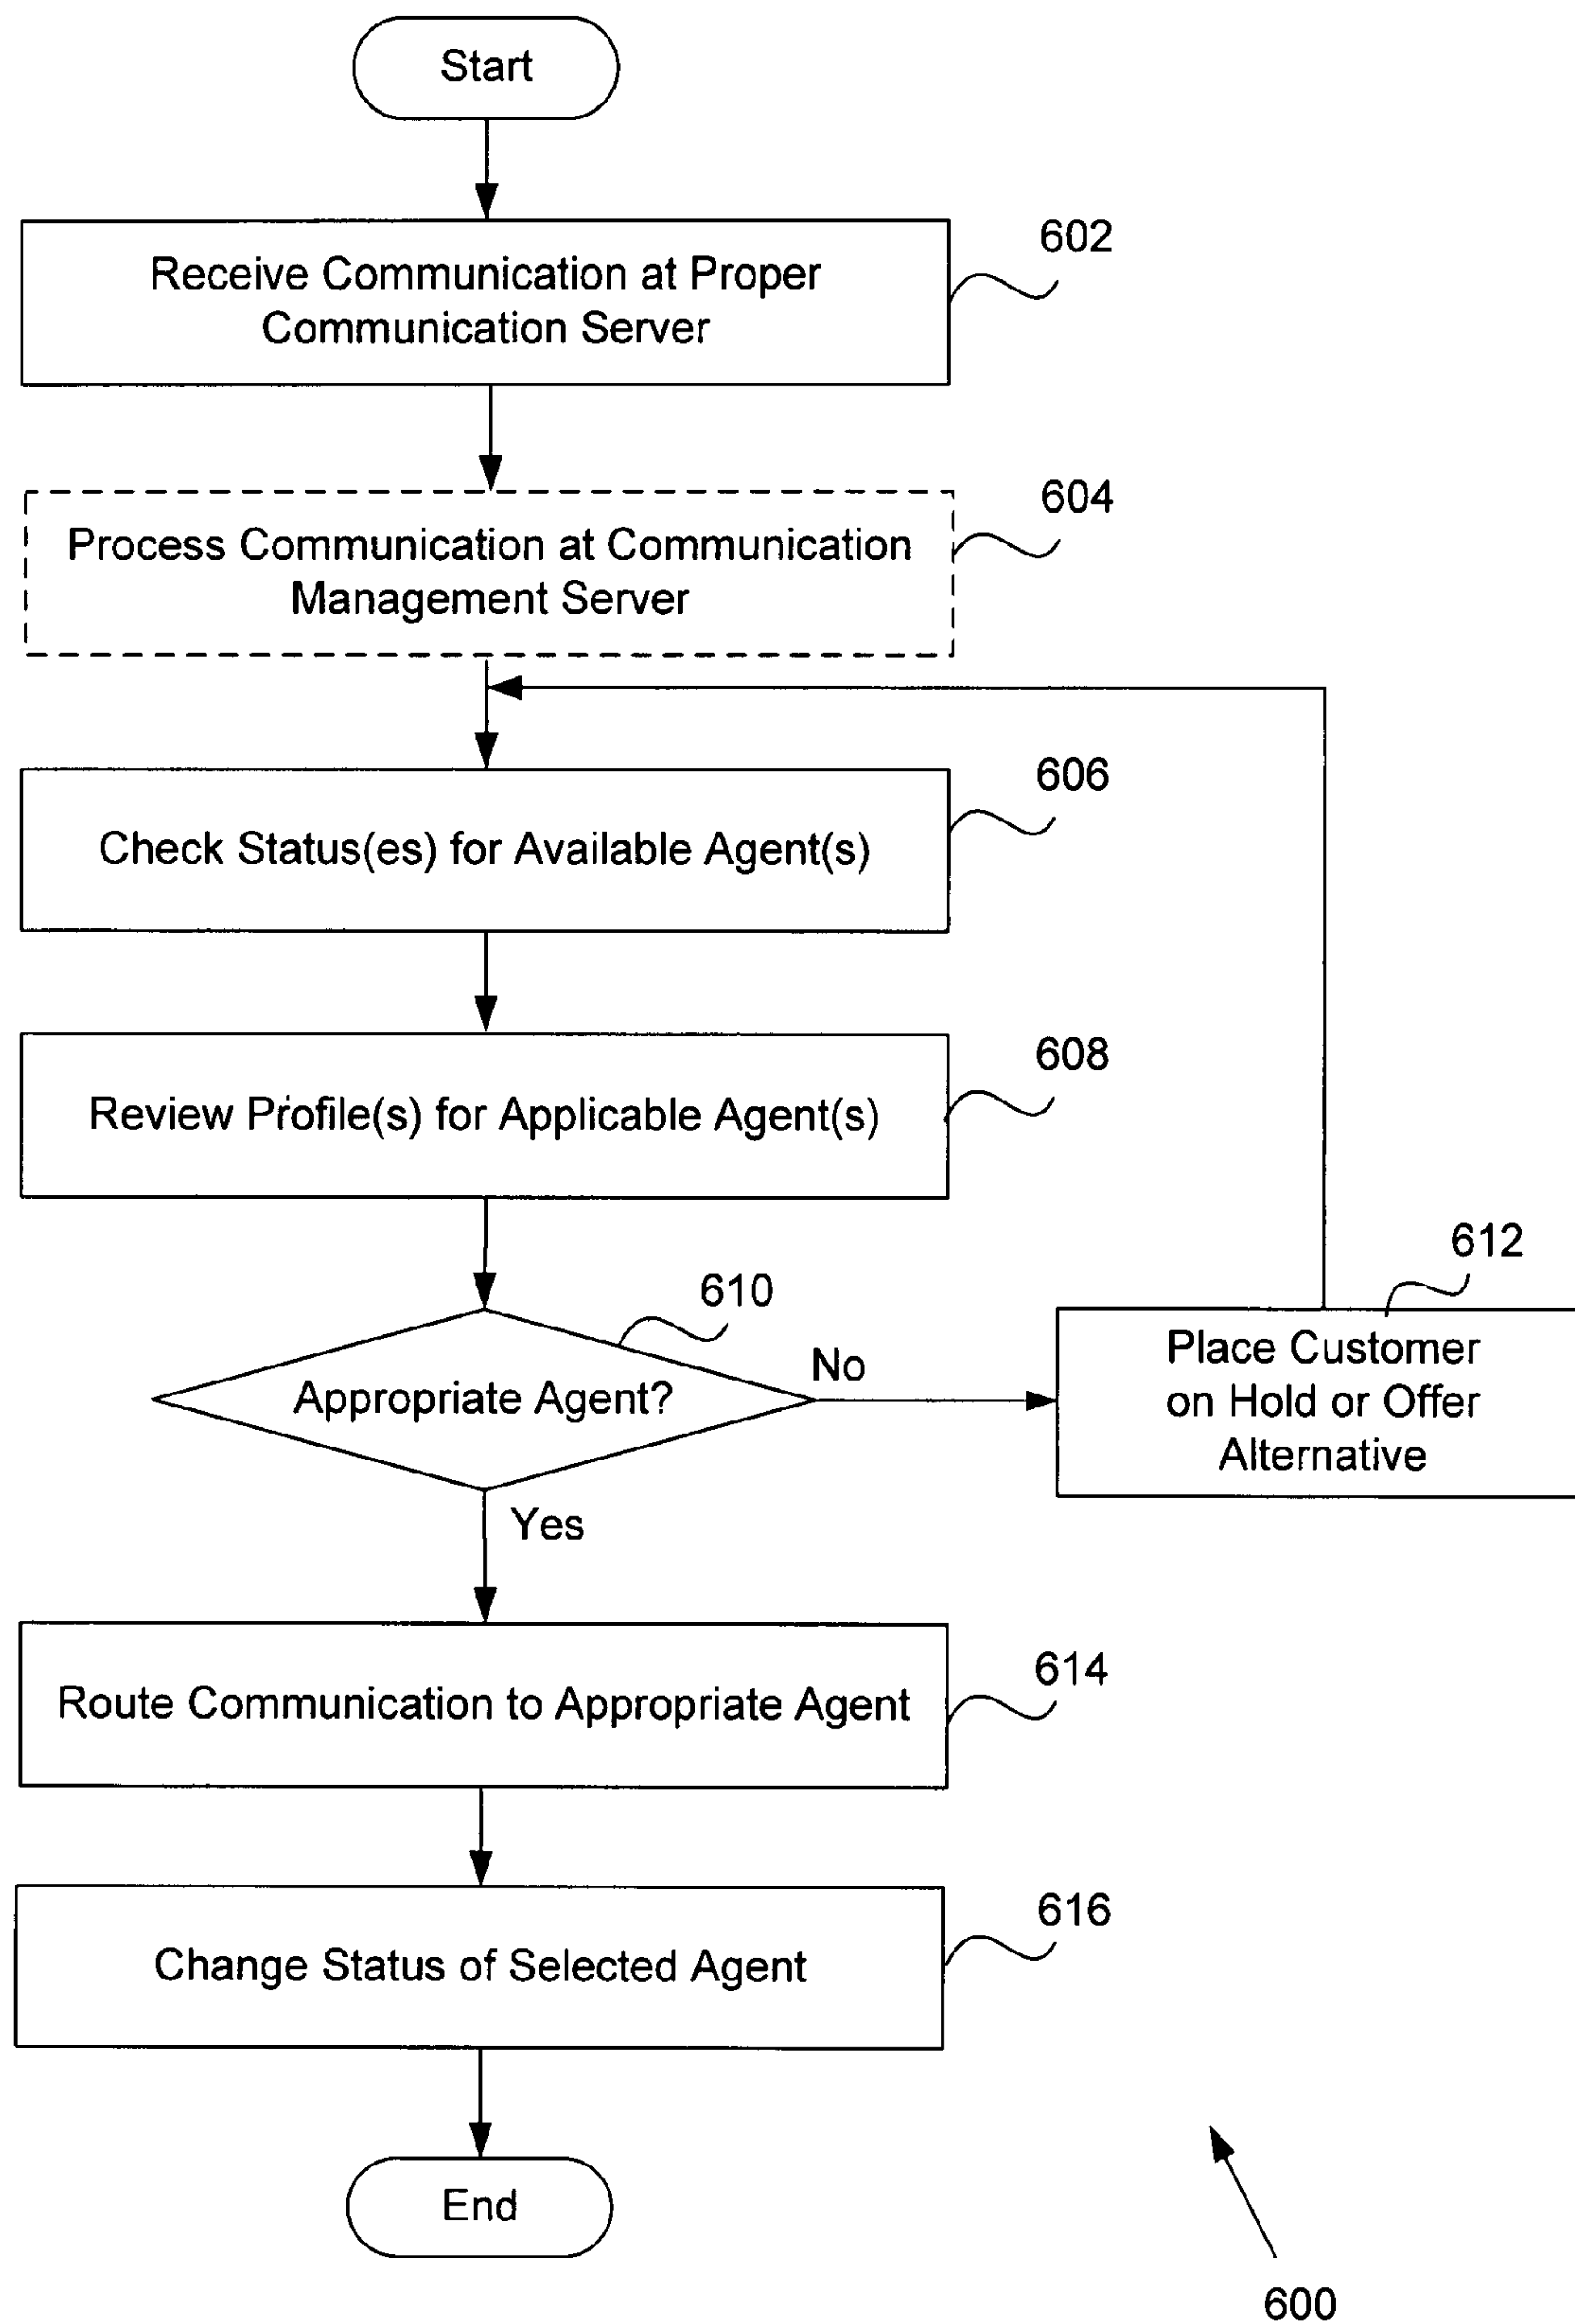 Start
602
Receive Communication at Proper
Communication Server
604
Process Communication at Communication
Management Server
606
Check Status(es) for Available Agent(s)
608
Review Profile(s) for Applicable Agent(s)
610
Appropriate Agent?
No
612
Place Customer
on Hold or Offer
Alternative
Yes
614
Route Communication to Appropriate Agent
616
Change Status of Selected Agent
End
600